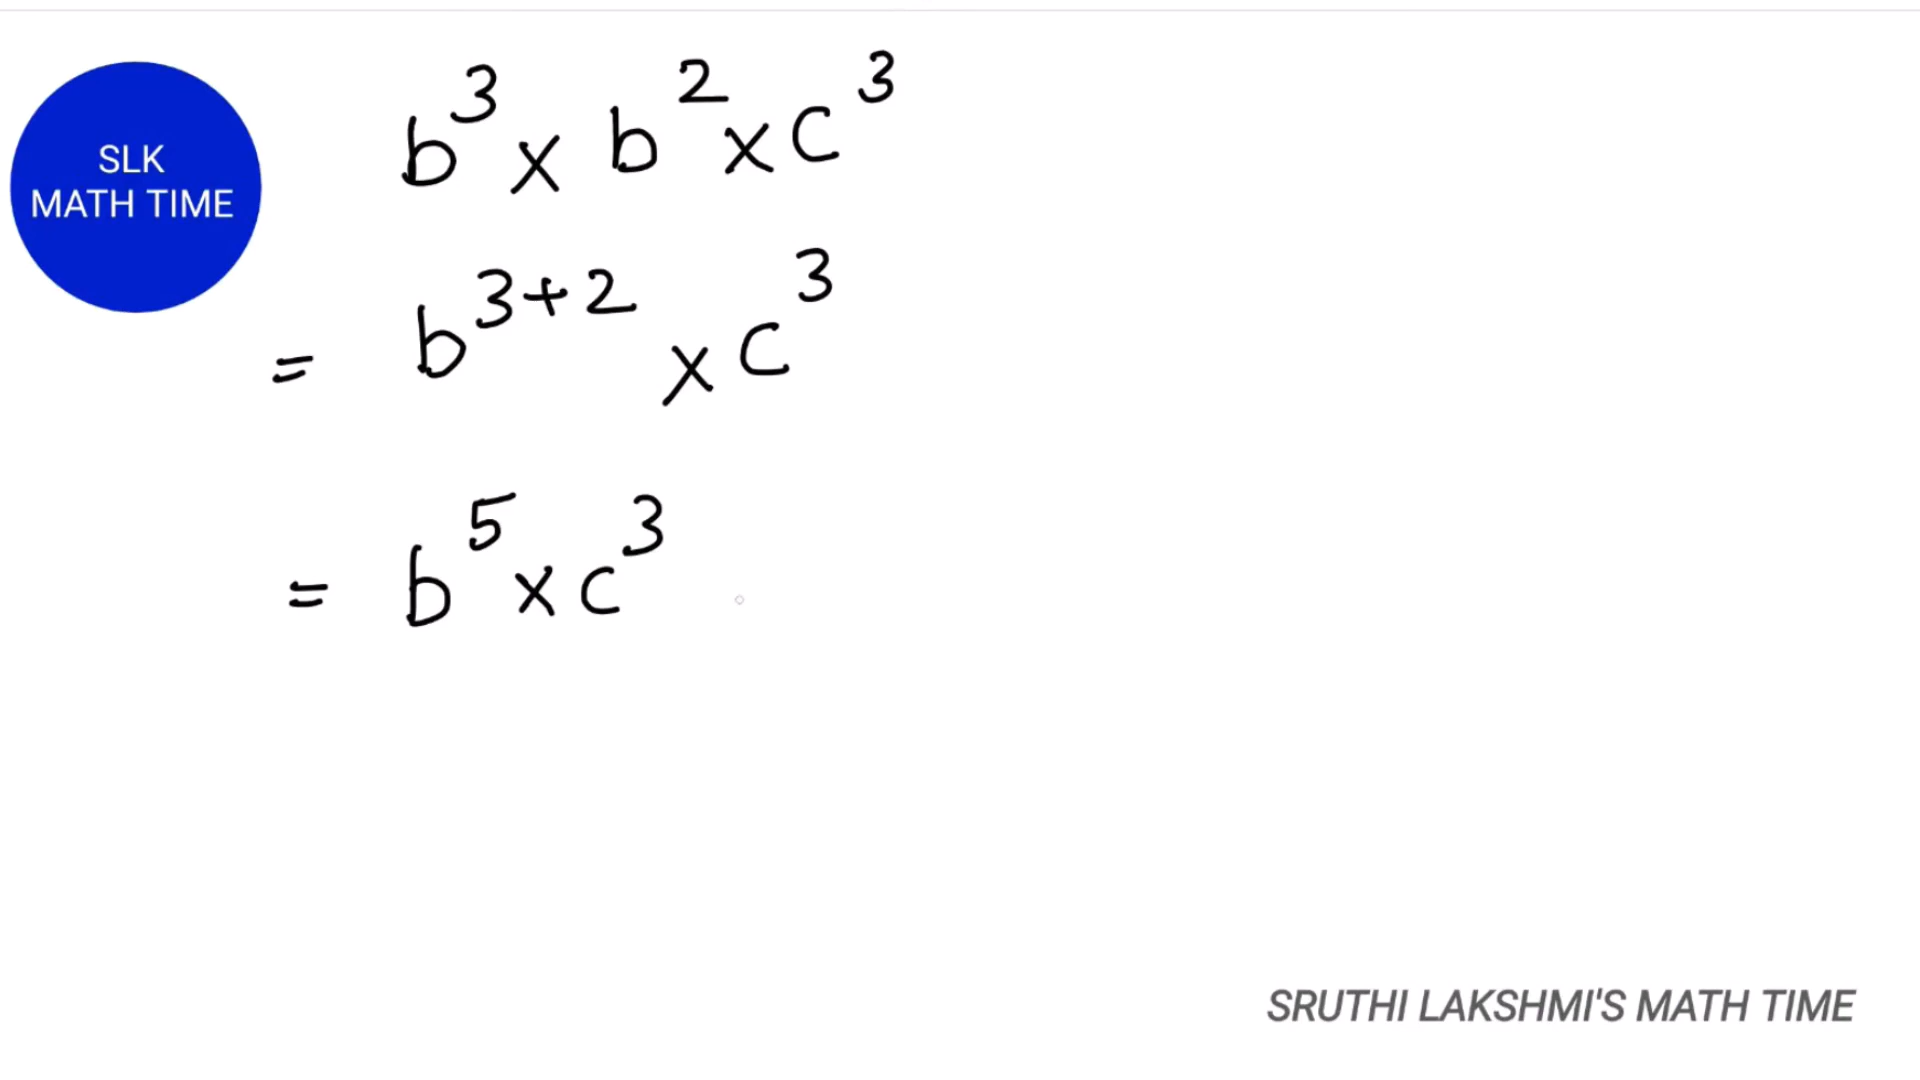 SLK
MATH TIME
b³ x b² x c³
= b³⁺² x c³
= b⁵ x c³
SRUTHI LAKSHMI'S MATH TIME